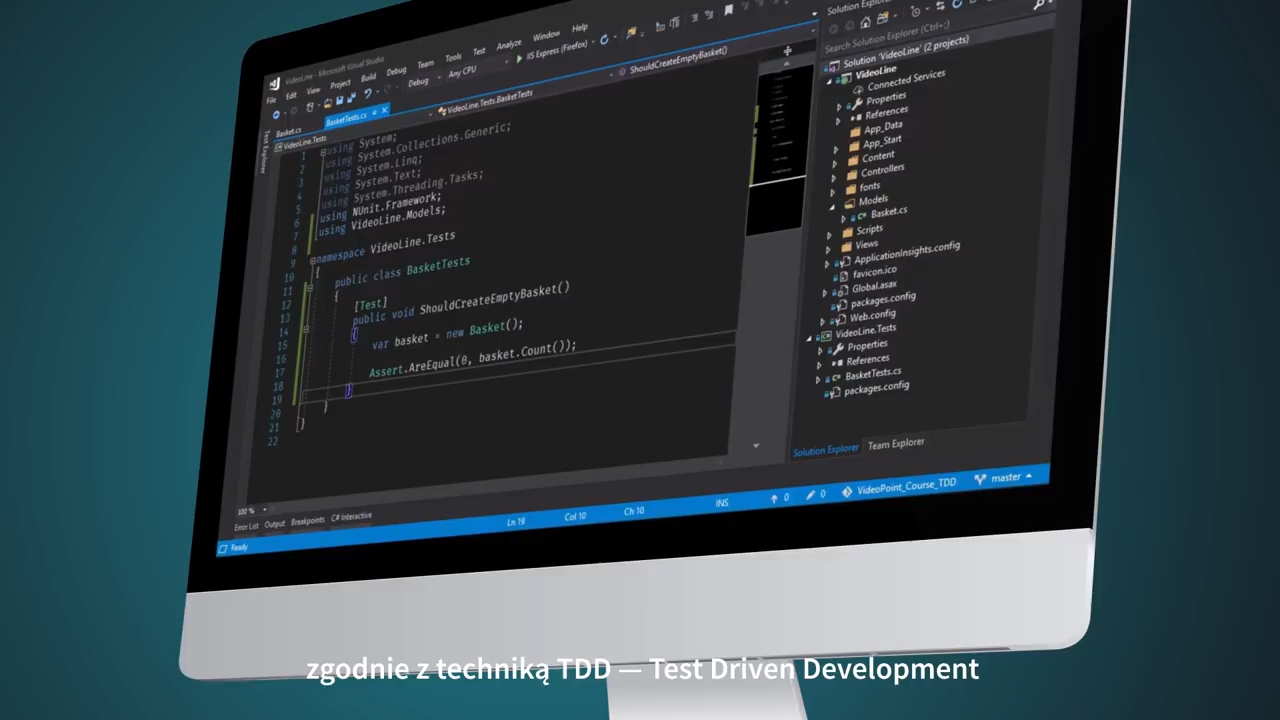 VideoLine - Microsoft Visual Studio
File Edit View Project Build Debug Team Tools Test Analyze Window Help
Debug Any CPU IIS Express (Firefox)
Test Explorer
Basket.cs BasketTests.cs
VideoLine.Tests VideoLine.Tests.BasketTests ShouldCreateEmptyBasket()
1 using System;
2 using System.Collections.Generic;
3 using System.Linq;
4 using System.Text;
5 using System.Threading.Tasks;
6 using NUnit.Framework;
7 using VideoLine.Models;
8
9 namespace VideoLine.Tests
10 {
11 public class BasketTests
12 {
13 [Test]
14 public void ShouldCreateEmptyBasket()
15 {
16 var basket = new Basket();
17
18 Assert.AreEqual(0, basket.Count());
19 }
20 }
21 }
22
100 %
Error List Output Breakpoints C# Interactive
Ready Ln 19 Col 10 Ch 10 INS 0 0 VideoPoint_Course_TDD master
Solution Explorer
Search Solution Explorer (Ctrl+;)
Solution 'VideoLine' (2 projects)
VideoLine
Connected Services
Properties
References
App_Data
App_Start
Content
Controllers
fonts
Models
C# Basket.cs
Scripts
Views
ApplicationInsights.config
favicon.ico
Global.asax
packages.config
Web.config
VideoLine.Tests
Properties
References
C# BasketTests.cs
packages.config
Solution Explorer Team Explorer
zgodnie z techniką TDD — Test Driven Development